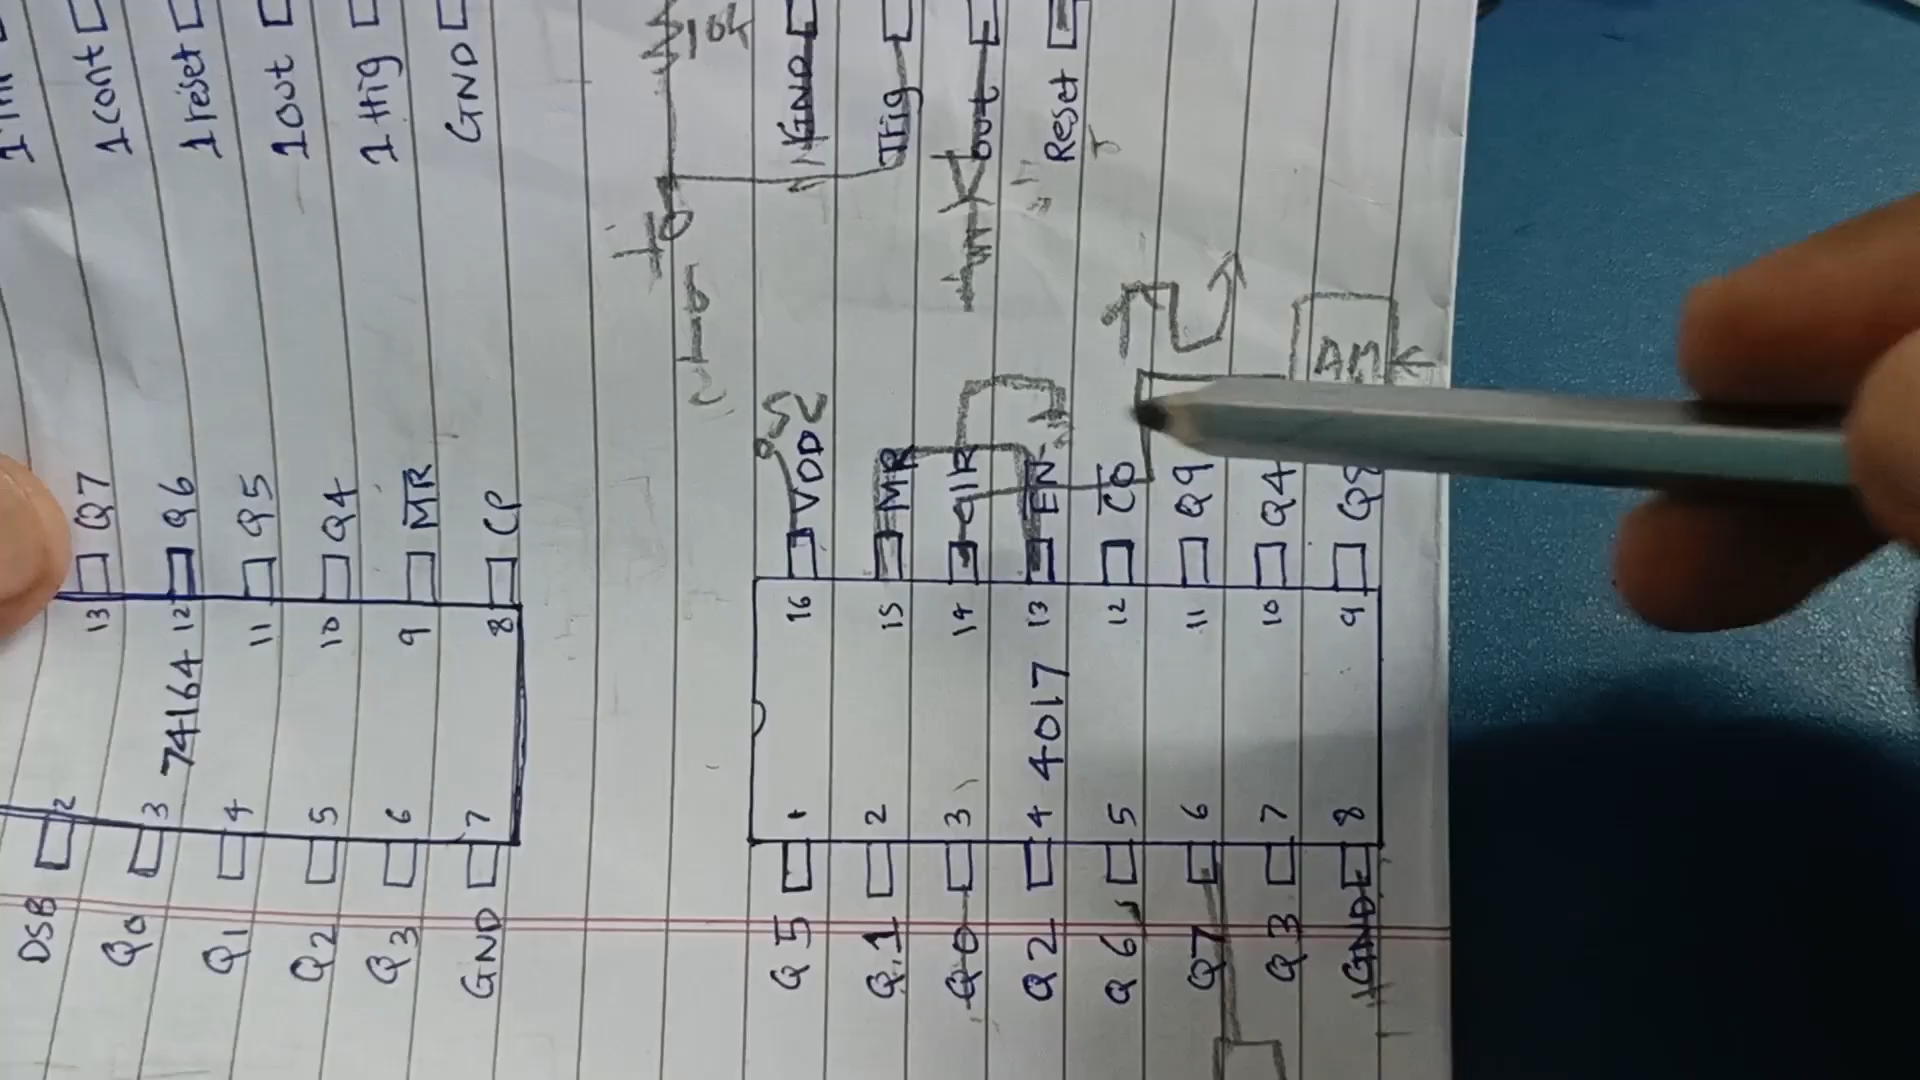 1 cont
1 reset
1 out
1 trig
GND
10k
GND
Trig
out
Reset
Q7
Q6
Q5
Q4
MR
CP
13
12
11
10
9
8
74164
2
3
4
5
6
7
DSB
Q0
Q1
Q2
Q3
GND
5V
VDD
MR
EN
CO
Q9
Q4
Q8
16
15
14
13
12
11
10
9
4017
1
2
3
4
5
6
7
8
Q5
Q1
Q0
Q2
Q6
Q7
Q3
GND